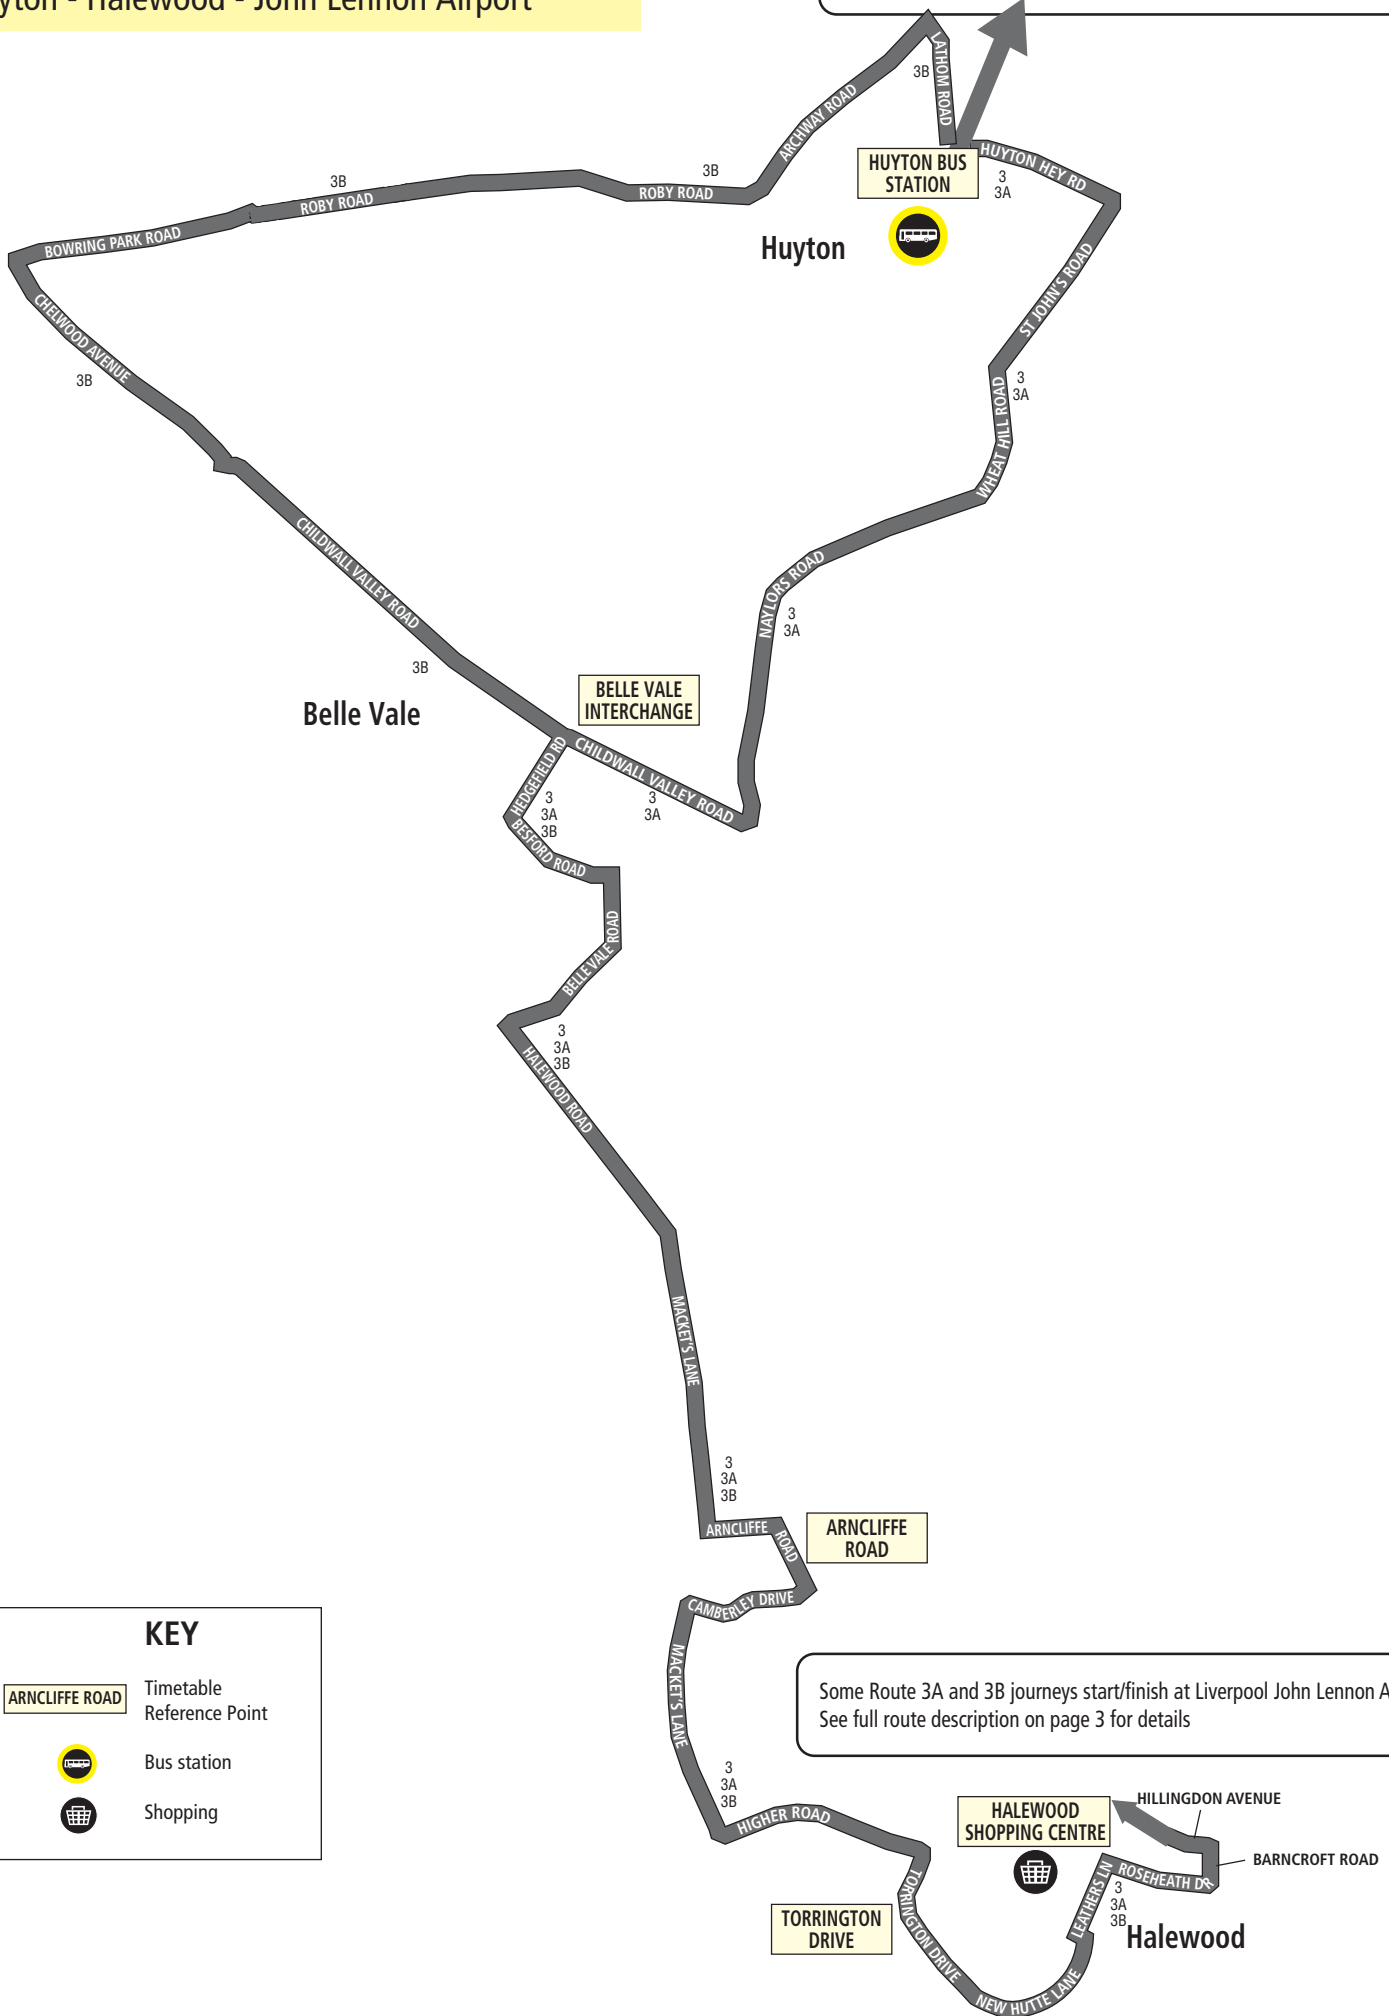 yton - Halewood - John Lennon Airport
LATHOM ROAD
3B
ARCHWAY ROAD
HUYTON BUS
STATION
HUYTON HEY RD
3
3A
3B
ROBY ROAD
3B
ROBY ROAD
BOWRING PARK ROAD
Huyton
ST JOHN'S ROAD
CHELWOOD AVENUE
3B
3
3A
WHEAT HILL ROAD
CHILDWALL VALLEY ROAD
NAYLORS ROAD
3
3A
3B
Belle Vale
BELLE VALE
INTERCHANGE
CHILDWALL VALLEY ROAD
3
3A
HEDGEFIELD RD
3
3A
3B
BESFORD ROAD
BELLE VALE ROAD
3
3A
3B
HALEWOOD ROAD
MACKET'S LANE
3
3A
3B
ARNCLIFFE ROAD
ARNCLIFFE
ROAD
CAMBERLEY DRIVE
MACKET'S LANE
KEY
ARNCLIFFE ROAD
Timetable
Reference Point
Bus station
Shopping
Some Route 3A and 3B journeys start/finish at Liverpool John Lennon A
See full route description on page 3 for details
3
3A
3B
HIGHER ROAD
HALEWOOD
SHOPPING CENTRE
HILLINGDON AVENUE
BARNCROFT ROAD
ROSEHEATH DR
LEATHERS LN
3
3A
3B
Halewood
TORRINGTON
DRIVE
TORRINGTON DRIVE
NEW HUTTE LANE